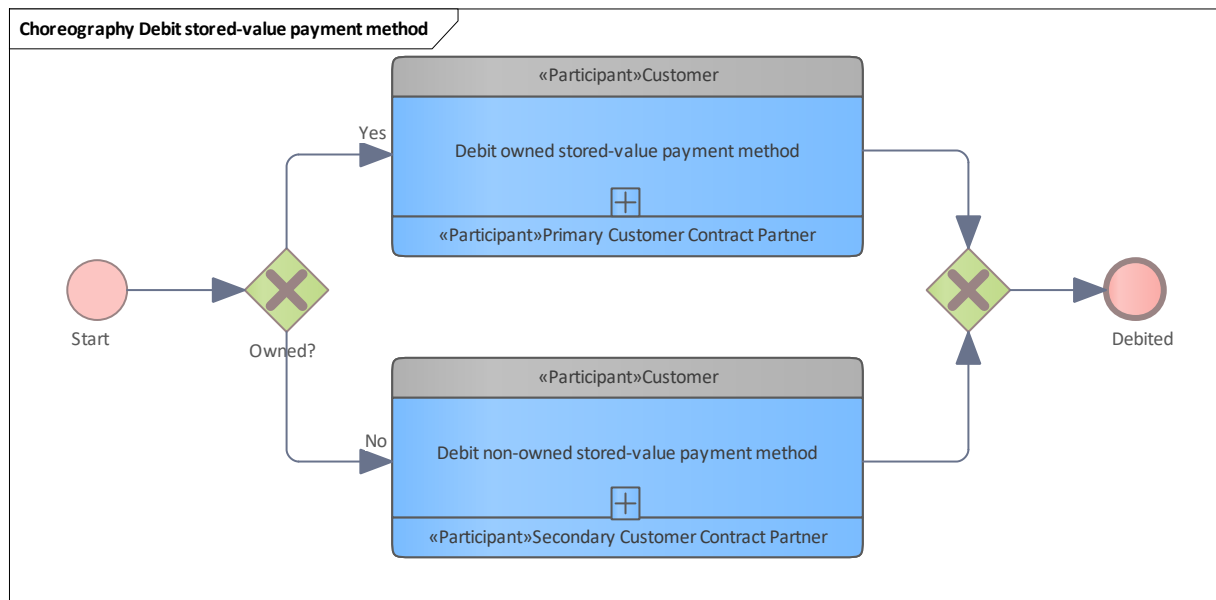 Choreography Debit stored-value payment method
«Participant»Customer
Yes
Debit owned stored-value payment method
«Participant»Primary Customer Contract Partner
Start
Owned?
Debited
«Participant»Customer
No
Debit non-owned stored-value payment method
«Participant»Secondary Customer Contract Partner